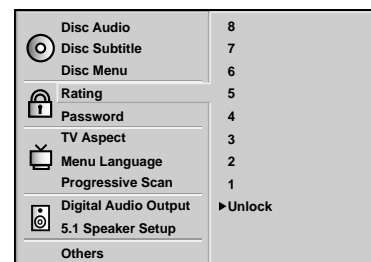 Disc Audio
Disc Subtitle
Disc Menu
Rating
Password
TV Aspect
Menu Language
Progressive Scan
Digital Audio Output
5.1 Speaker Setup
Others
8
7
6
5
4
3
2
1
Unlock